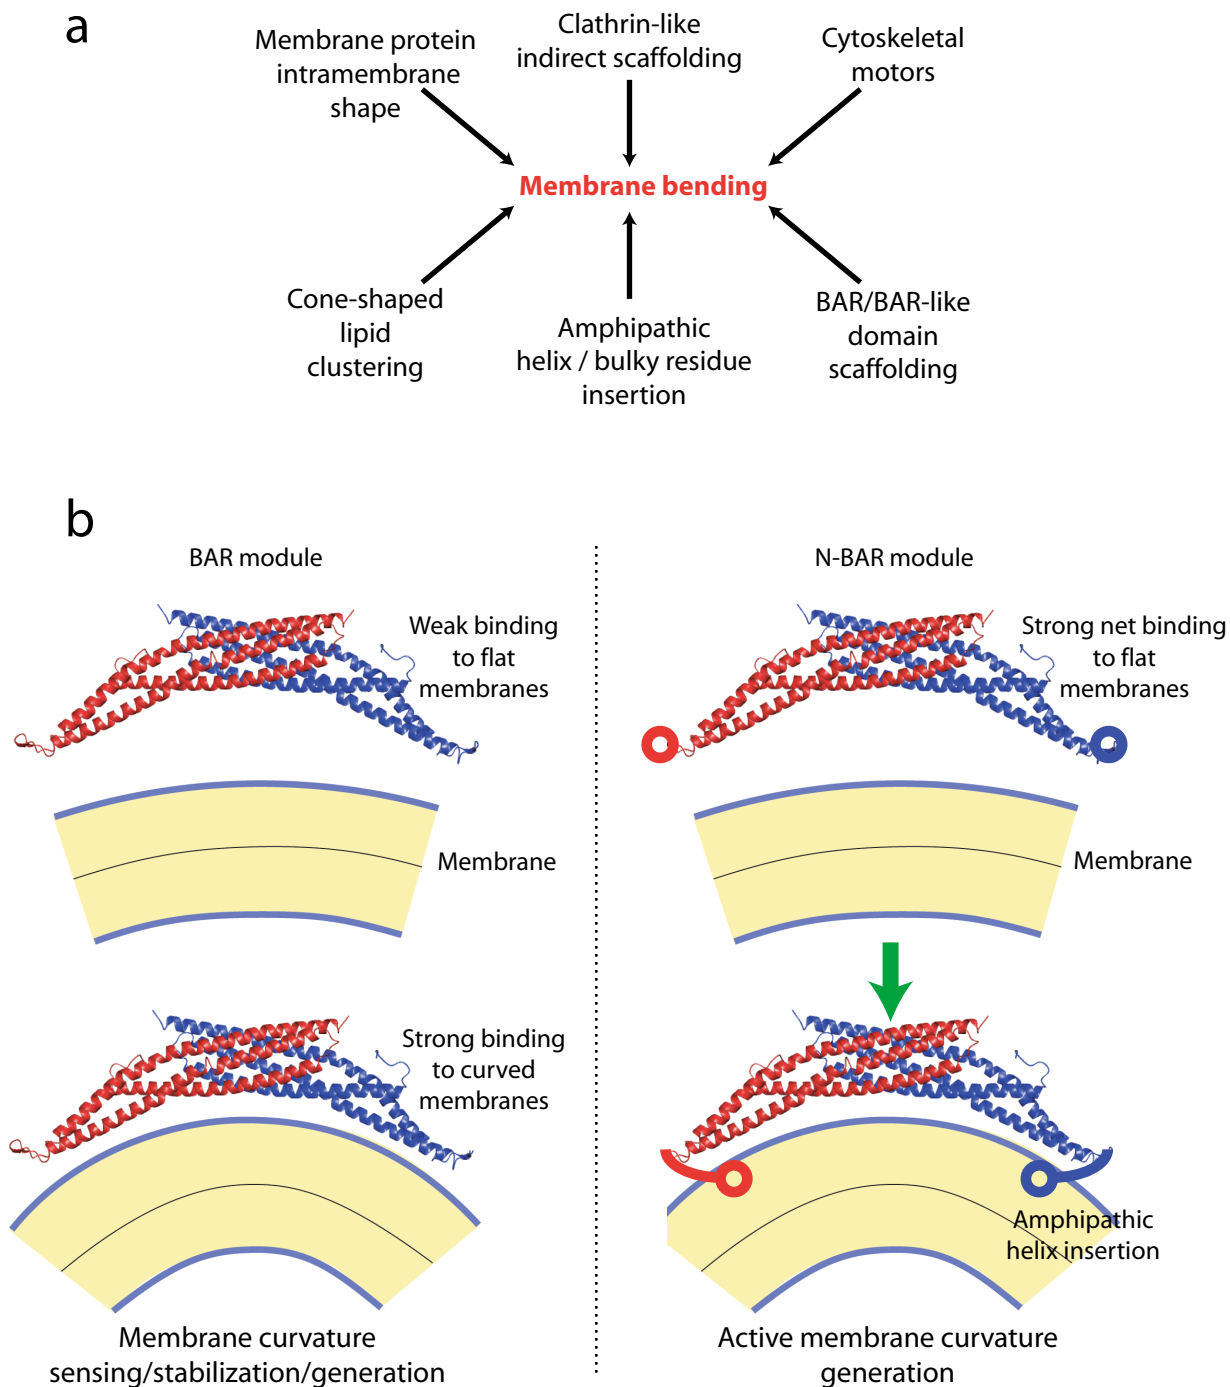 a
Membrane protein
intramembrane
shape
Clathrin-like
indirect scaffolding
Cytoskeletal
motors
Membrane bending
Cone-shaped
lipid
clustering
Amphipathic
helix / bulky residue
insertion
BAR/BAR-like
domain
scaffolding
b
BAR module
Weak binding
to flat
membranes
Membrane
Strong binding
to curved
membranes
Membrane curvature
sensing/stabilization/generation
N-BAR module
Strong net binding
to flat
membranes
Membrane
Amphipathic
helix insertion
Active membrane curvature
generation